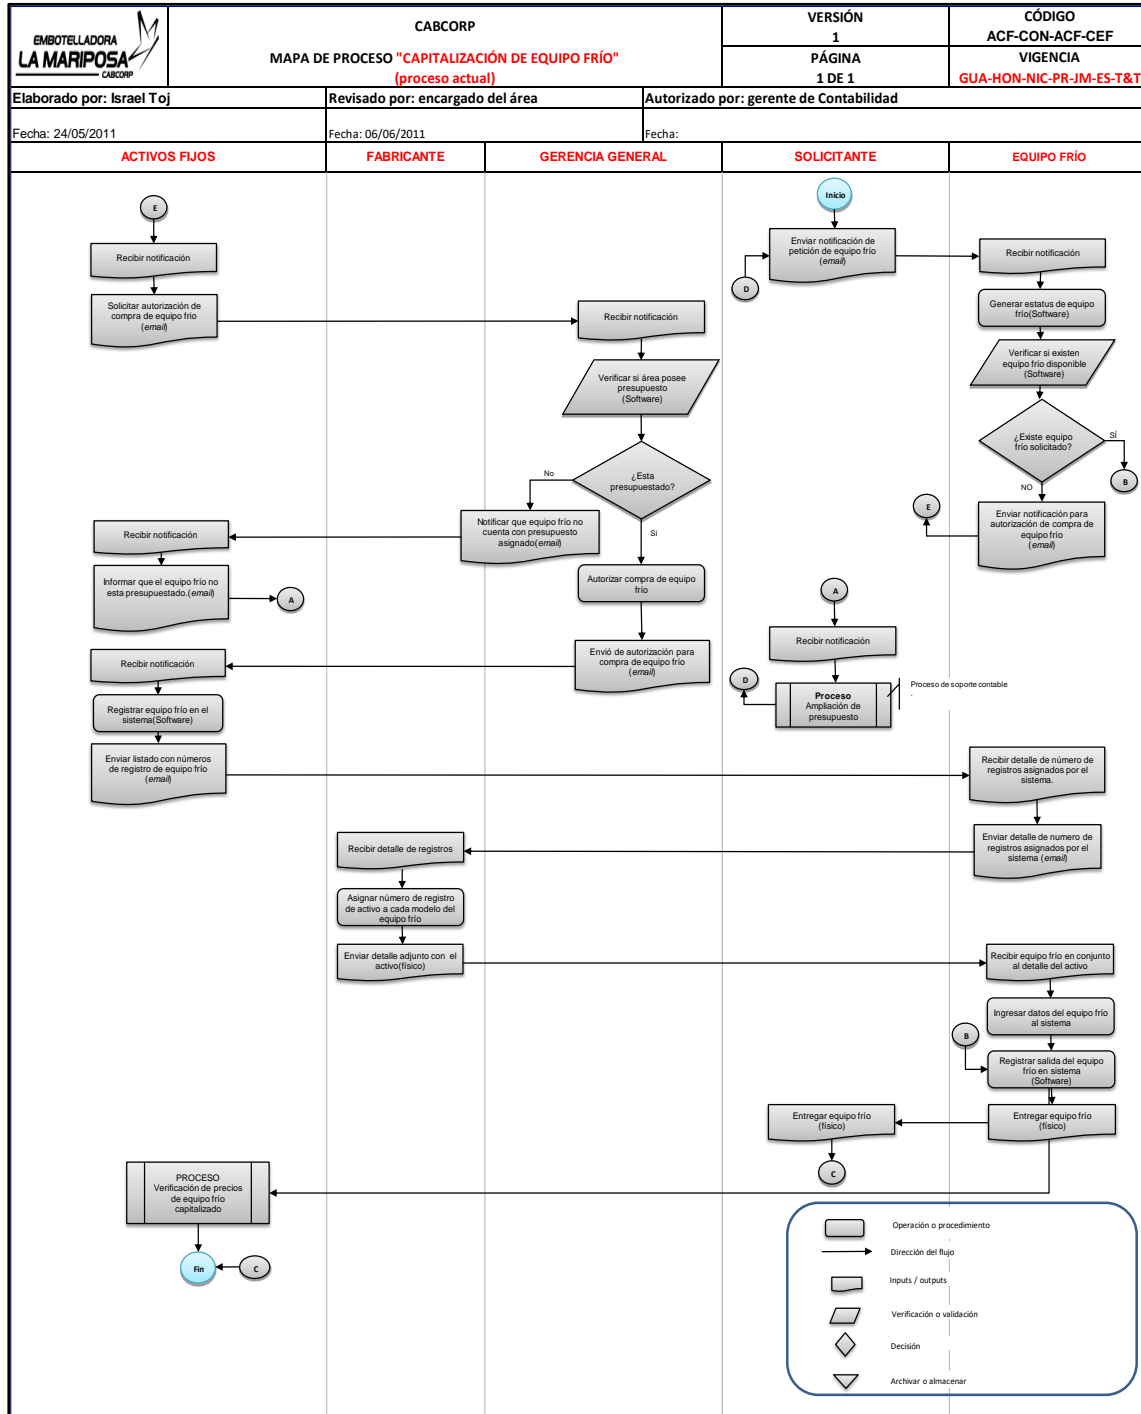 EMBOTELLADORA
LA MARIPOSA
CABCORP
CABCORP
MAPA DE PROCESO "CAPITALIZACIÓN DE EQUIPO FRÍO"
(proceso actual)
VERSIÓN
1
PÁGINA
1 DE 1
CÓDIGO
ACF-CON-ACF-CEF
VIGENCIA
GUA-HON-NIC-PR-JM-ES-T&T
Elaborado por: Israel Toj
Revisado por: encargado del área
Autorizado por: gerente de Contabilidad
Fecha: 24/05/2011
Fecha: 06/06/2011
Fecha:
ACTIVOS FIJOS
FABRICANTE
GERENCIA GENERAL
SOLICITANTE
EQUIPO FRÍO
Inicio
E
Enviar notificación de
petición de equipo frío
(email)
Recibir notificación
Recibir notificación
D
Solicitar autorización de
compra de equipo frio
(email)
Recibir notificación
Generar estatus de equipo
frío(Software)
Verificar si existen
equipo frío disponible
(Software)
Verificar si área posee
presupuesto
(Software)
¿Existe equipo
frío solicitado?
SÍ
B
NO
¿Esta
presupuestado?
No
Sí
Enviar notificación para
autorización de compra de
equipo frío
(email)
E
Notificar que equipo frío no
cuenta con presupuesto
asignado(email)
Recibir notificación
Informar que el equipo frío no
esta presupuestado.(email)
A
Autorizar compra de equipo
frío
A
Recibir notificación
Envió de autorización para
compra de equipo frío
(email)
Recibir notificación
D
Proceso
Ampliación de
presupuesto
Proceso de soporte contable
.
Registrar equipo frío en el
sistema(Software)
Enviar listado con números
de registro de equipo frío
(email)
Recibir detalle de número de
registros asignados por el
sistema.
Enviar detalle de numero de
registros asignados por el
sistema (email)
Recibir detalle de registros
Asignar número de registro
de activo a cada modelo del
equipo frío
Enviar detalle adjunto con el
activo(físico)
Recibir equipo frío en conjunto
al detalle del activo
Ingresar datos del equipo frío
al sistema
B
Registrar salida del equipo
frío en sistema
(Software)
Entregar equipo frío
(físico)
Entregar equipo frío
(físico)
C
PROCESO
Verificación de precios
de equipo frío
capitalizado
Fin
C
Operación o procedimiento
Dirección del flujo
Inputs / outputs
Verificación o validación
Decisión
Archivar o almacenar